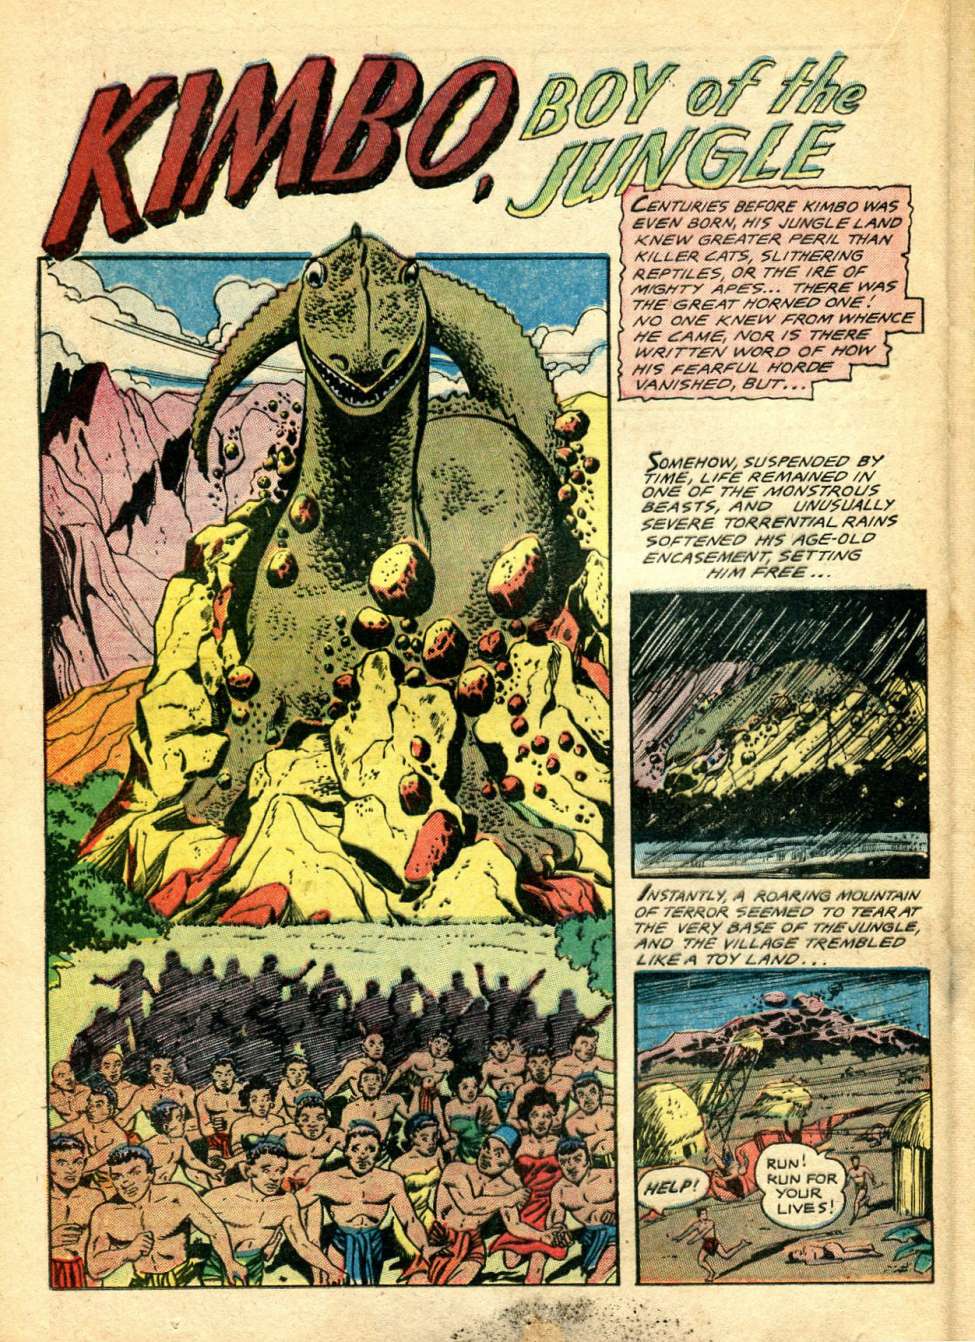 KIMBO, BOY of the
JUNGLE
CENTURIES BEFORE KIMBO WAS
EVEN BORN, HIS JUNGLE LAND
KNEW GREATER PERIL THAN
KILLER CATS, SLITHERING
REPTILES, OR THE IRE OF
MIGHTY APES... THERE WAS
THE GREAT HORNED ONE!
NO ONE KNEW FROM WHENCE
HE CAME, NOR IS THERE
WRITTEN WORD OF HOW
HIS FEARFUL HORDE
VANISHED, BUT...
SOMEHOW, SUSPENDED BY
TIME, LIFE REMAINED IN
ONE OF THE MONSTROUS
BEASTS, AND UNUSUALLY
SEVERE TORRENTIAL RAINS
SOFTENED HIS AGE-OLD
ENCASEMENT, SETTING
HIM FREE...
INSTANTLY, A ROARING MOUNTAIN
OF TERROR SEEMED TO TEAR AT
THE VERY BASE OF THE JUNGLE,
AND THE VILLAGE TREMBLED
LIKE A TOY LAND...
HELP!
RUN!
RUN FOR
YOUR
LIVES!